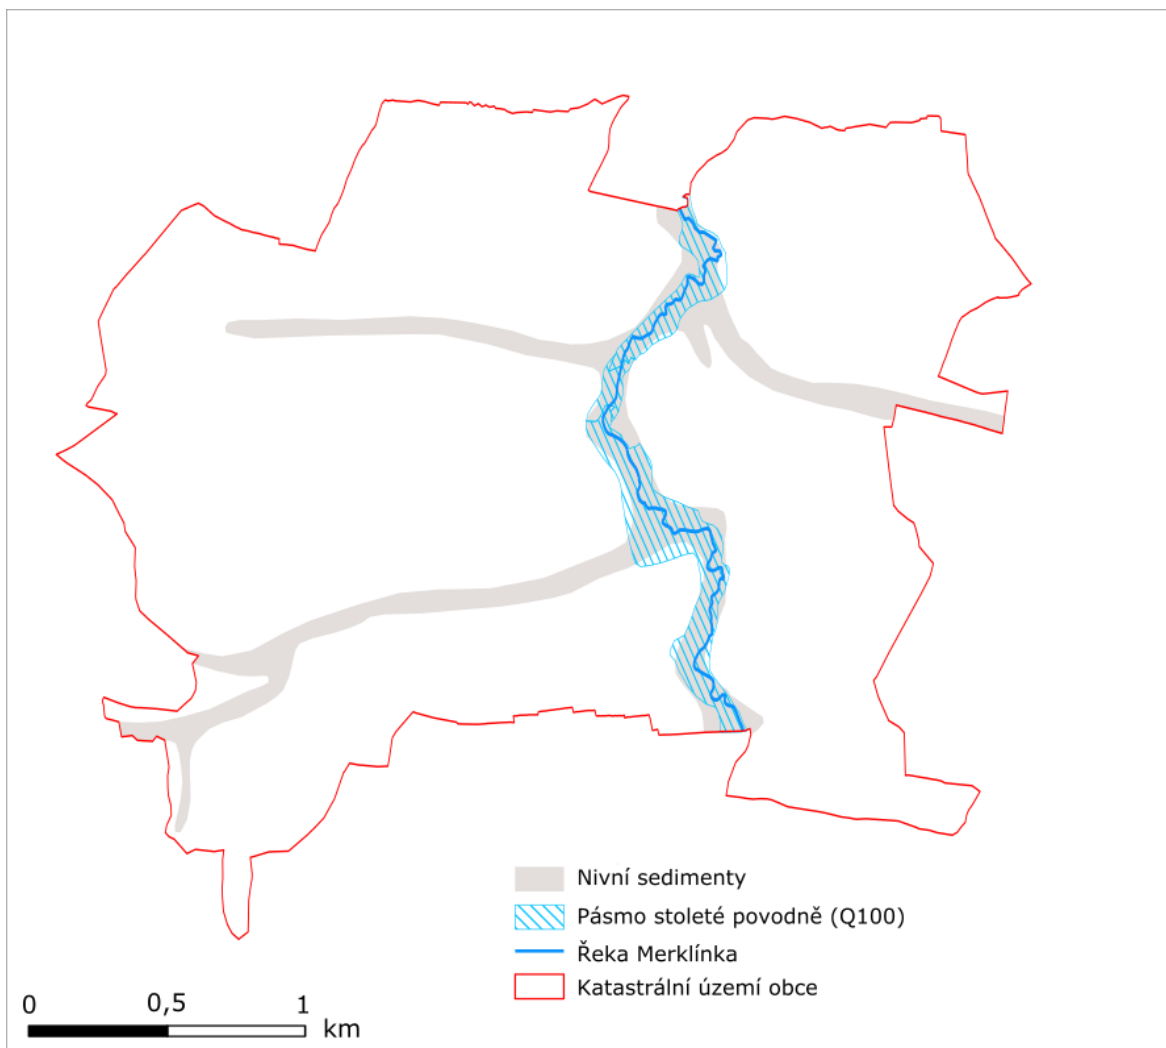 Nivní sedimenty
Pásmo stoleté povodně (Q100)
Řeka Merklínka
Katastrální území obce
0 0,5 1
km